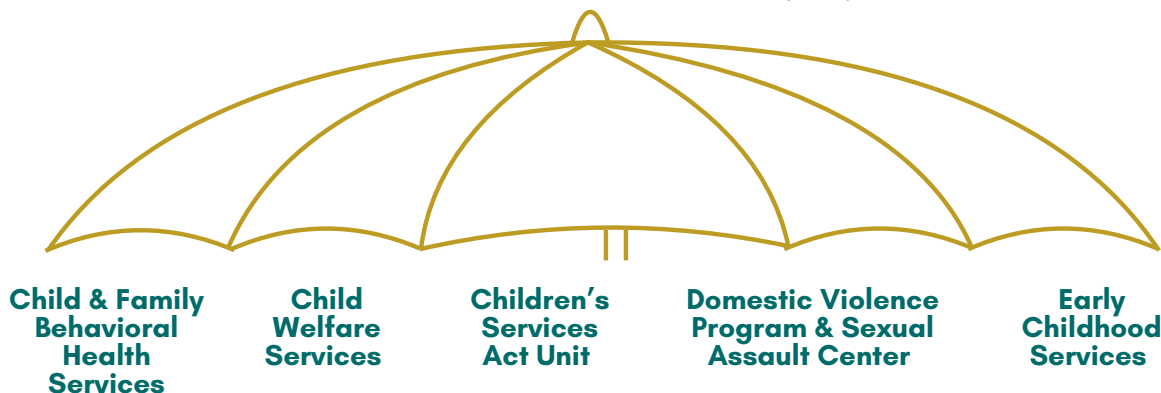 Child & Family
Behavioral
Health
Services
Child
Welfare
Services
Children’s
Services
Act Unit
Domestic Violence
Program & Sexual
Assault Center
Early
Childhood
Services